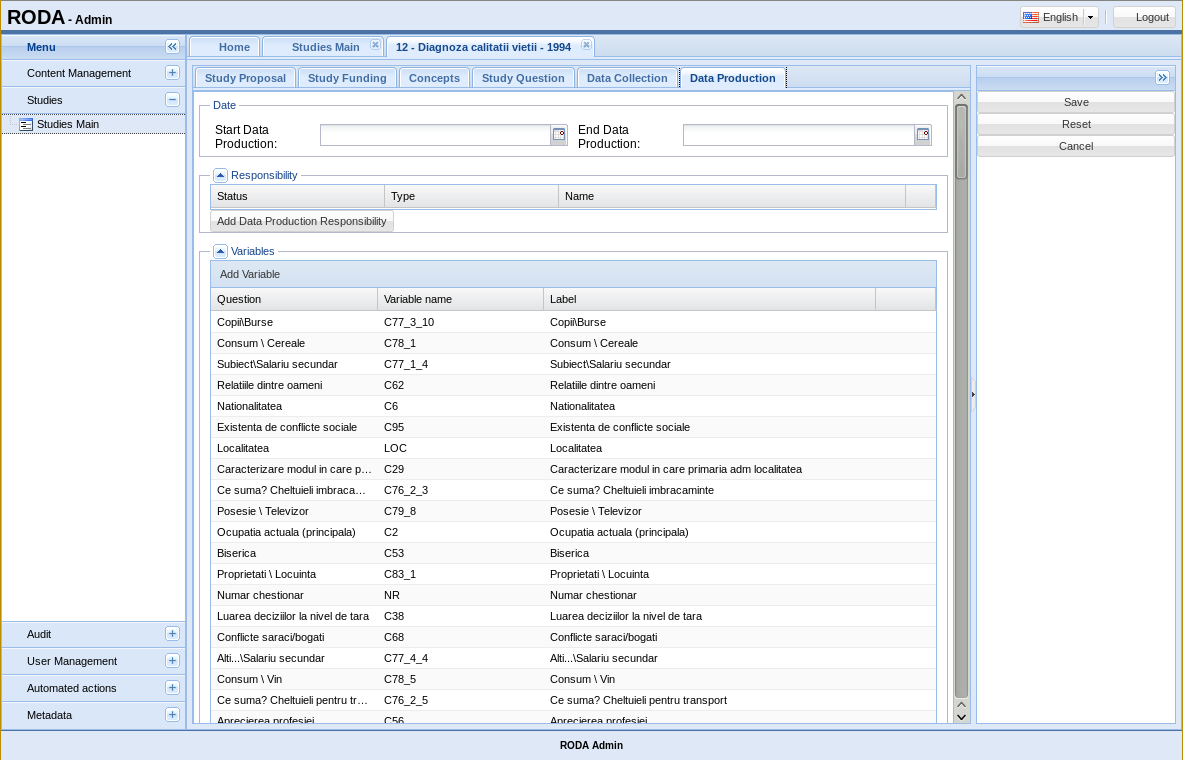 RODA - Admin
English
Logout
Menu
Content Management
Studies
Studies Main
Audit
User Management
Automated actions
Metadata
Home
Studies Main
12 - Diagnoza calitatii vietii - 1994
Study Proposal
Study Funding
Concepts
Study Question
Data Collection
Data Production
Date
Start Data
Production:
End Data
Production:
Responsibility
Status Type Name
Add Data Production Responsibility
Variables
Add Variable
Question Variable name Label
Copii\Burse C77_3_10 Copii\Burse
Consum \ Cereale C78_1 Consum \ Cereale
Subiect\Salariu secundar C77_1_4 Subiect\Salariu secundar
Relatiile dintre oameni C62 Relatiile dintre oameni
Nationalitatea C6 Nationalitatea
Existenta de conflicte sociale C95 Existenta de conflicte sociale
Localitatea LOC Localitatea
Caracterizare modul in care p... C29 Caracterizare modul in care primaria adm localitatea
Ce suma? Cheltuieli imbraca... C76_2_3 Ce suma? Cheltuieli imbracaminte
Posesie \ Televizor C79_8 Posesie \ Televizor
Ocupatia actuala (principala) C2 Ocupatia actuala (principala)
Biserica C53 Biserica
Proprietati \ Locuinta C83_1 Proprietati \ Locuinta
Numar chestionar NR Numar chestionar
Luarea deciziilor la nivel de tara C38 Luarea deciziilor la nivel de tara
Conflicte saraci/bogati C68 Conflicte saraci/bogati
Alti...\Salariu secundar C77_4_4 Alti...\Salariu secundar
Consum \ Vin C78_5 Consum \ Vin
Ce suma? Cheltuieli pentru tr... C76_2_5 Ce suma? Cheltuieli pentru transport
Aprecierea profesiei C56 Aprecierea profesiei
Save
Reset
Cancel
RODA Admin